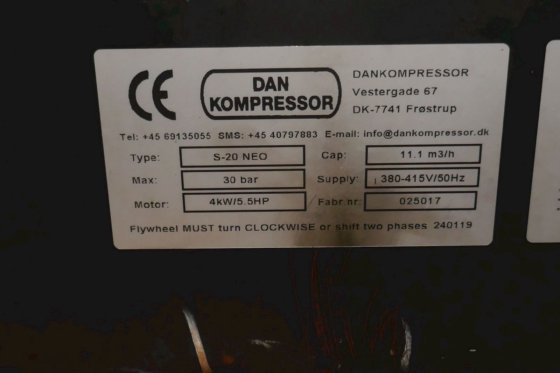 CE
DAN
KOMPRESSOR
DANKOMPRESSOR
Vestergade 67
DK-7741 Frøstrup
Tel: +45 69135055 SMS: +45 40797883 E-mail: info@dankompressor.dk
Type: S-20 NEO Cap: 11.1 m3/h
Max: 30 bar Supply: 380-415V/50Hz
Motor: 4kW/5.5HP Fabr.nr: 025017
Flywheel MUST turn CLOCKWISE or shift two phases 240119